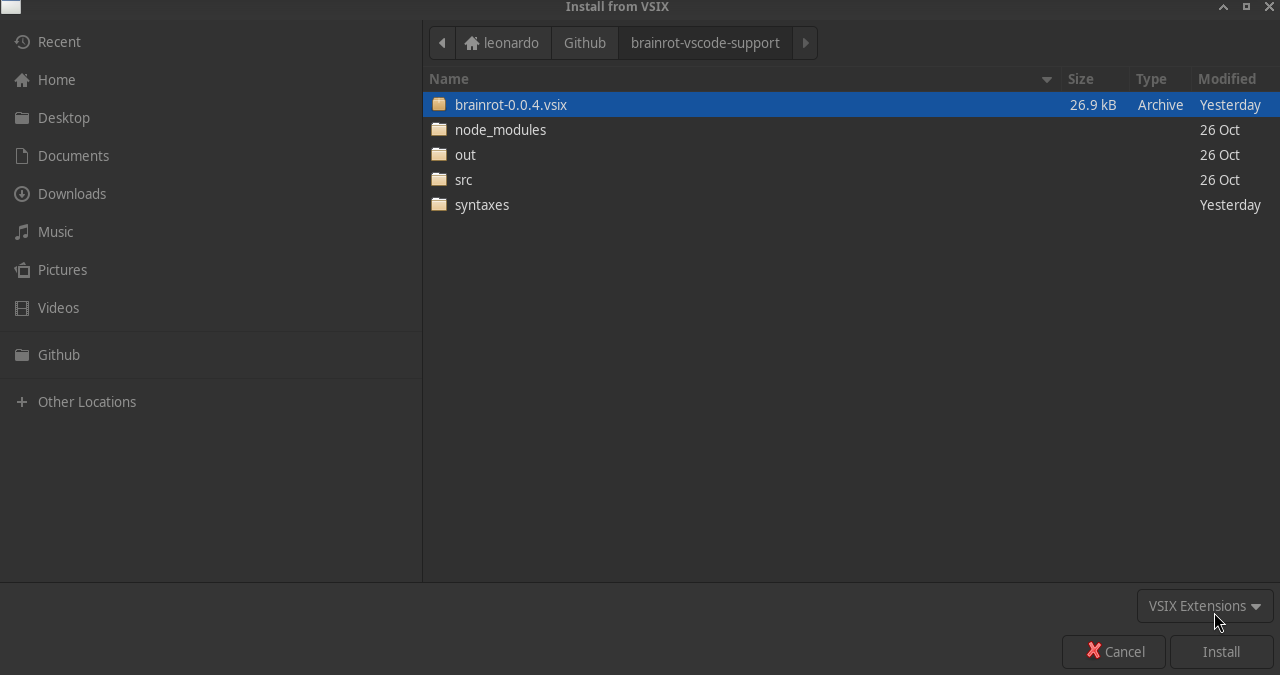 Install from VSIX
Recent
Home
Desktop
Documents
Downloads
Music
Pictures
Videos
Github
Other Locations
leonardo Github brainrot-vscode-support
Name Size Type Modified
brainrot-0.0.4.vsix 26.9 kB Archive Yesterday
node_modules 26 Oct
out 26 Oct
src 26 Oct
syntaxes Yesterday
VSIX Extensions
Cancel Install